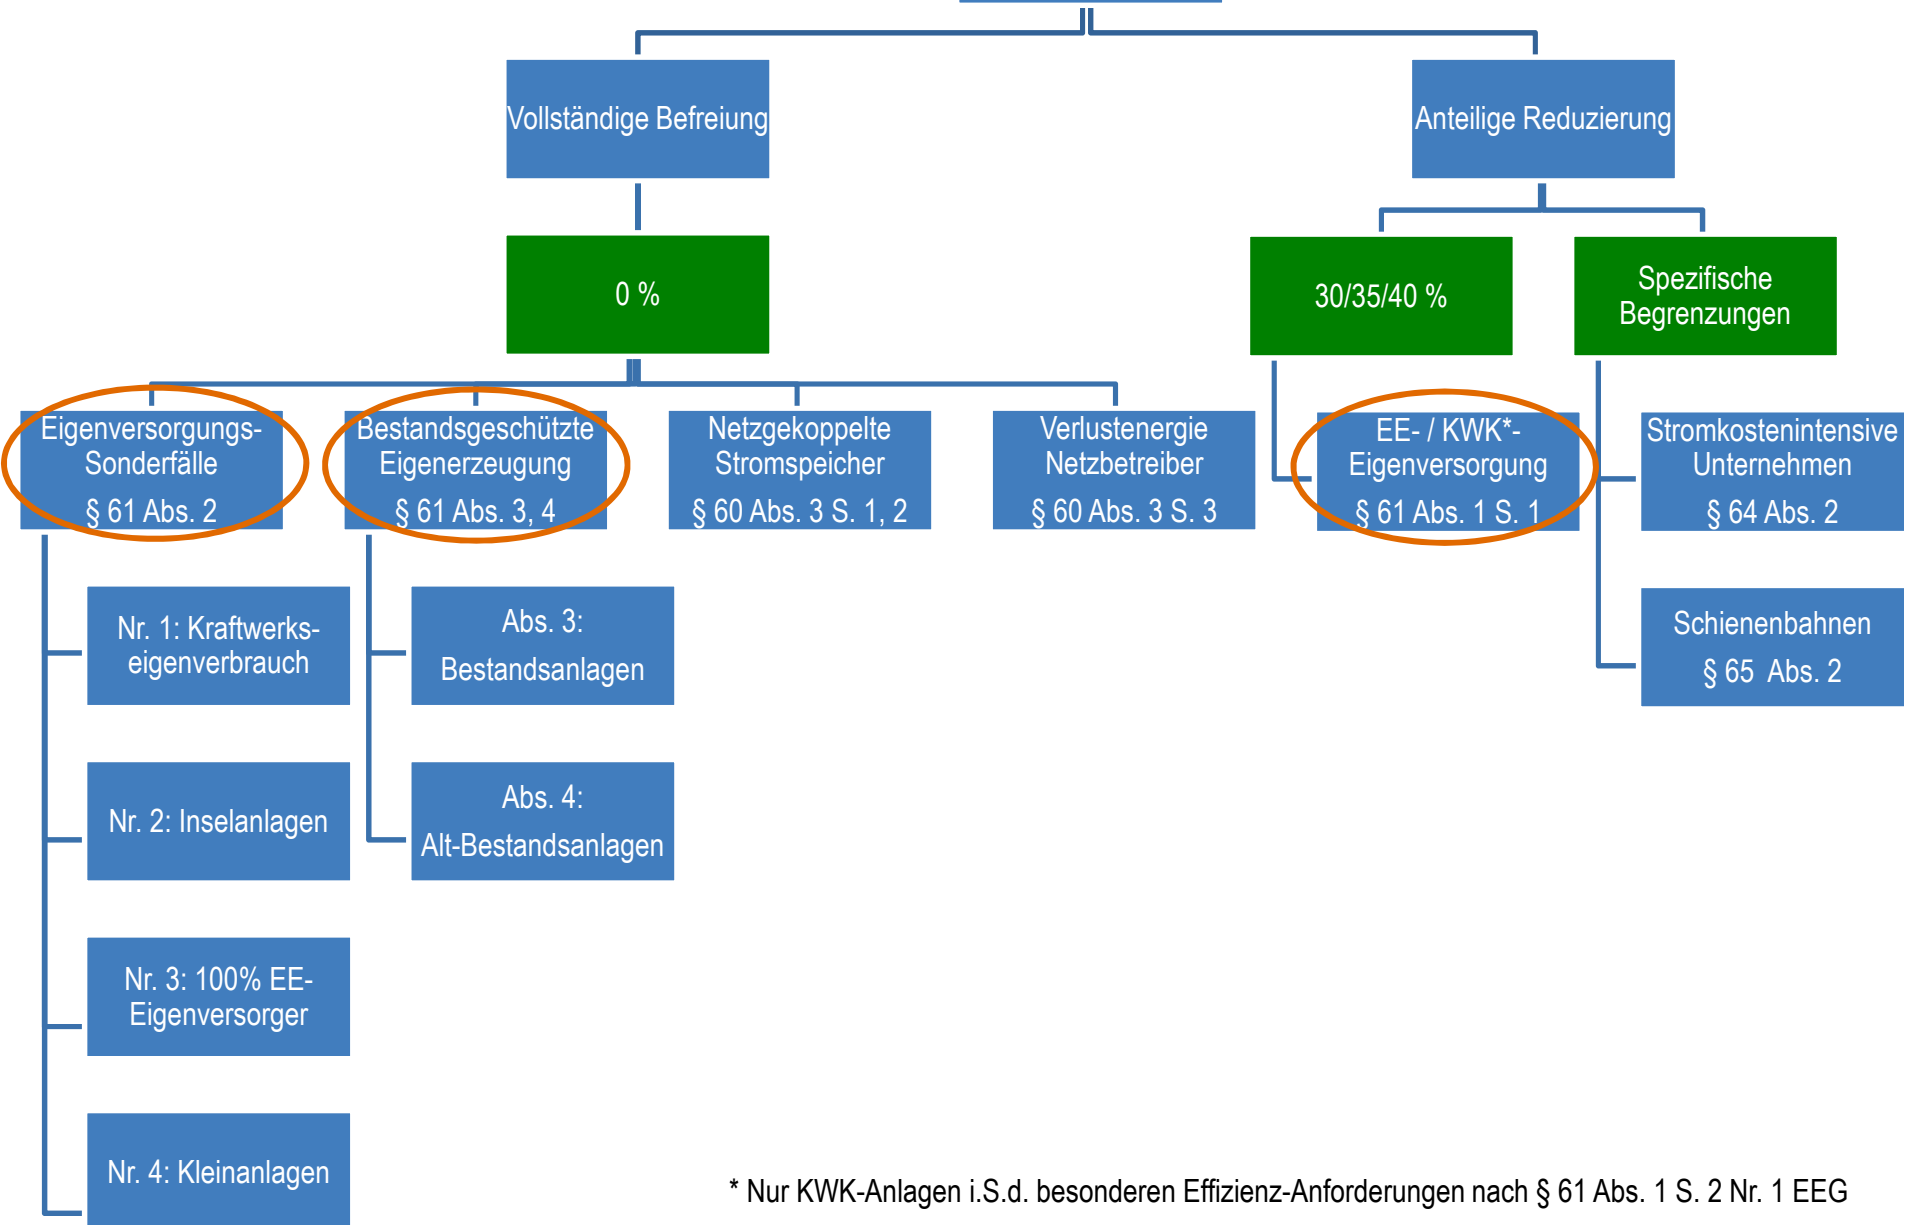 Vollständige Befreiung
Anteilige Reduzierung
0 %
30/35/40 %
Spezifische
Begrenzungen
Eigenversorgungs-
Sonderfälle
§ 61 Abs. 2
Bestandsgeschützte
Eigenerzeugung
§ 61 Abs. 3, 4
Netzgekoppelte
Stromspeicher
§ 60 Abs. 3 S. 1, 2
Verlustenergie
Netzbetreiber
§ 60 Abs. 3 S. 3
EE- / KWK*-
Eigenversorgung
§ 61 Abs. 1 S. 1
Stromkostenintensive
Unternehmen
§ 64 Abs. 2
Nr. 1: Kraftwerks-
eigenverbrauch
Abs. 3:
Bestandsanlagen
Schienenbahnen
§ 65 Abs. 2
Nr. 2: Inselanlagen
Abs. 4:
Alt-Bestandsanlagen
Nr. 3: 100% EE-
Eigenversorger
Nr. 4: Kleinanlagen
* Nur KWK-Anlagen i.S.d. besonderen Effizienz-Anforderungen nach § 61 Abs. 1 S. 2 Nr. 1 EEG